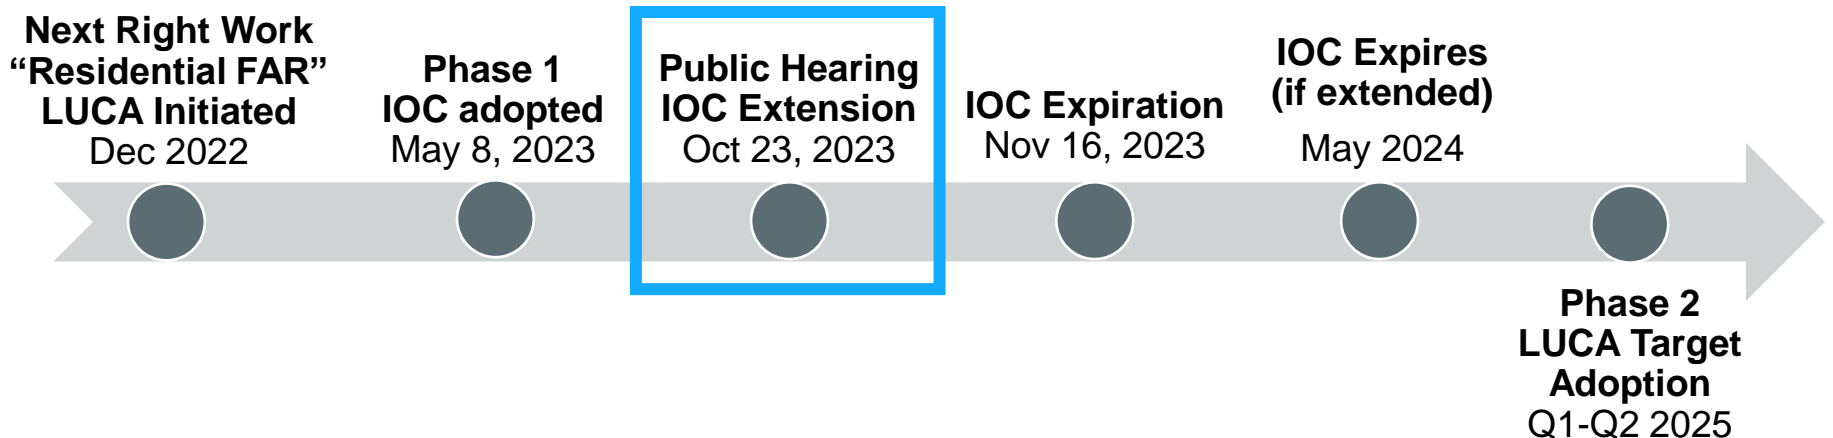 Next Right Work
“Residential FAR”
LUCA Initiated
Dec 2022
Phase 1
IOC adopted
May 8, 2023
Public Hearing
IOC Extension
Oct 23, 2023
IOC Expiration
Nov 16, 2023
IOC Expires
(if extended)
May 2024
Phase 2
LUCA Target
Adoption
Q1-Q2 2025